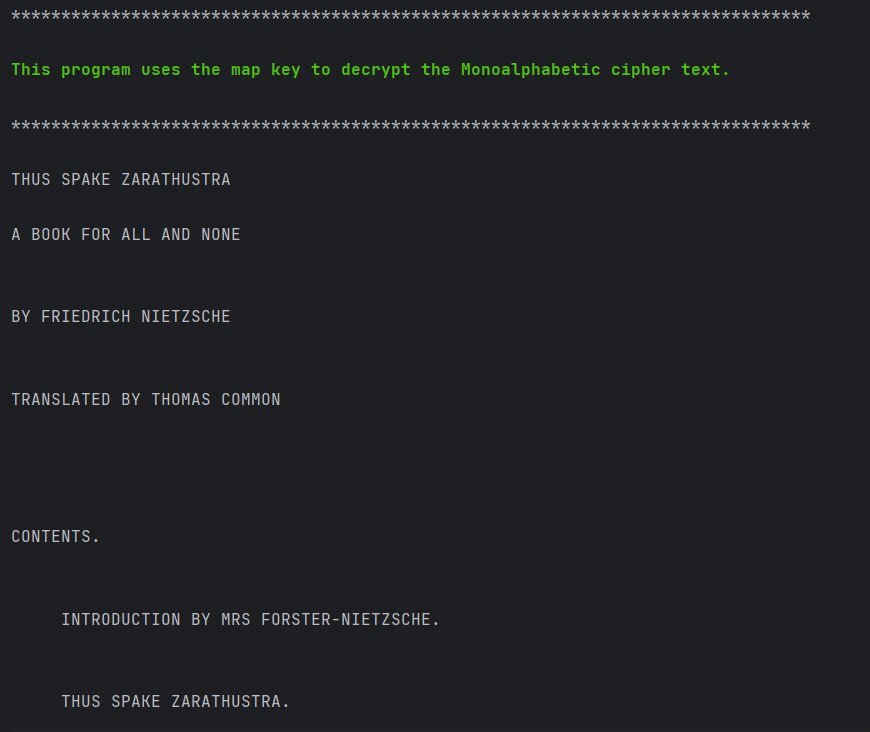 ********************************************************************************
This program uses the map key to decrypt the Monoalphabetic cipher text.
********************************************************************************
THUS SPAKE ZARATHUSTRA
A BOOK FOR ALL AND NONE
BY FRIEDRICH NIETZSCHE
TRANSLATED BY THOMAS COMMON
CONTENTS.
INTRODUCTION BY MRS FORSTER-NIETZSCHE.
THUS SPAKE ZARATHUSTRA.